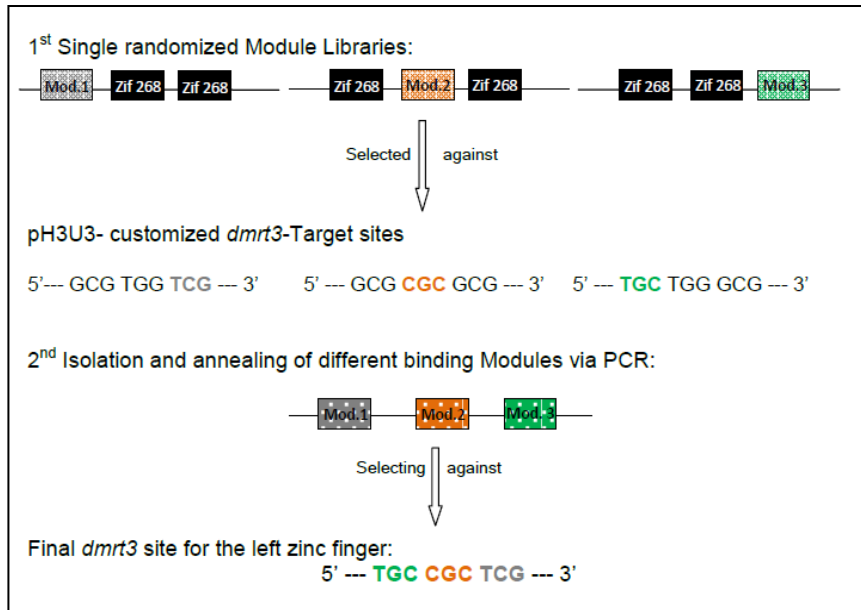 1st Single randomized Module Libraries:
Mod.1 Zif 268 Zif 268 Zif 268 Mod.2 Zif 268 Zif 268 Zif 268 Mod.3
Selected against
pH3U3- customized dmrt3-Target sites
5'--- GCG TGG TCG --- 3' 5' --- GCG CGC GCG --- 3' 5' --- TGC TGG GCG --- 3'
2nd Isolation and annealing of different binding Modules via PCR:
Mod.1 Mod.2 Mod. 3
Selecting against
Final dmrt3 site for the left zinc finger:
5' --- TGC CGC TCG --- 3'